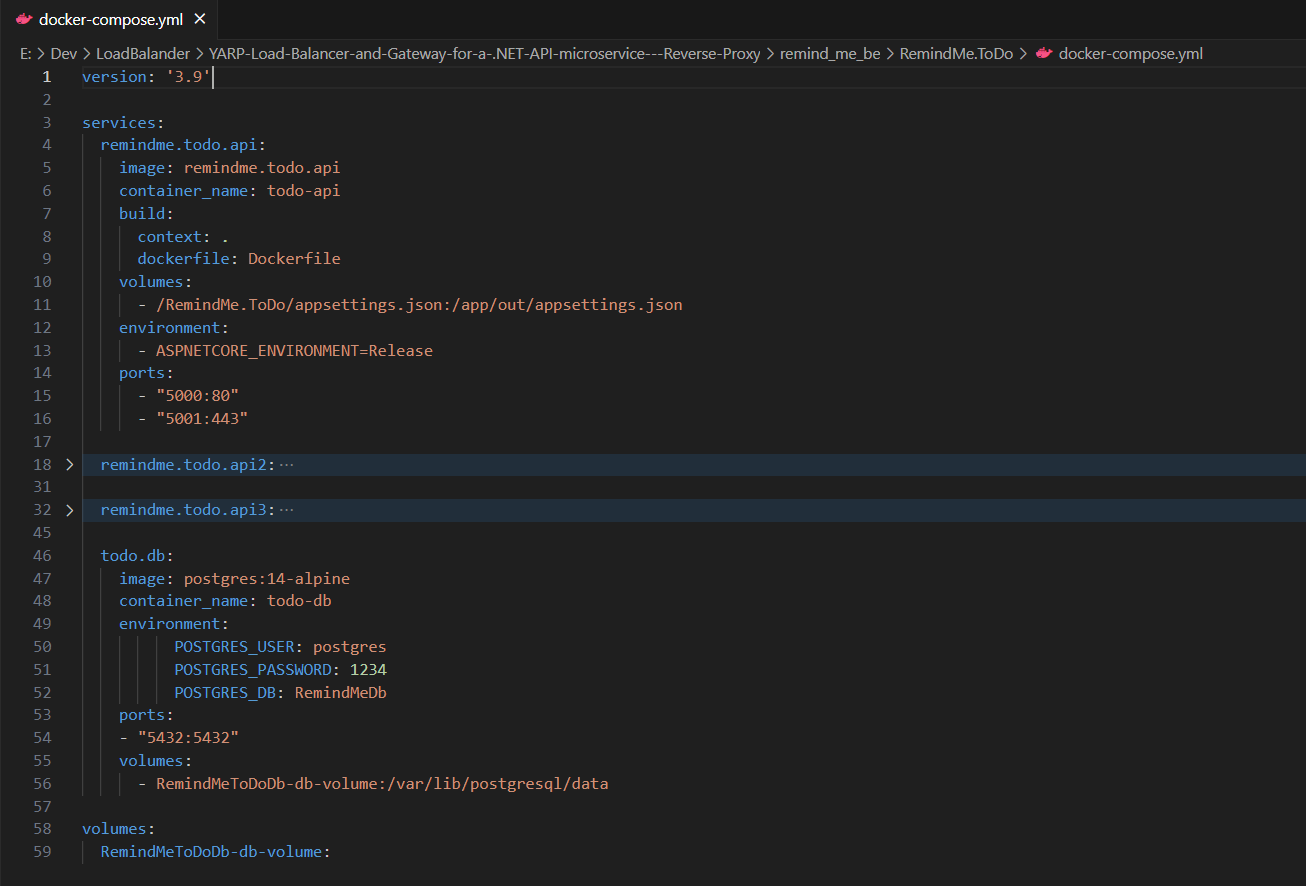 docker-compose.yml ×
E: > Dev > LoadBalander > YARP-Load-Balancer-and-Gateway-for-a-.NET-API-microservice---Reverse-Proxy > remind_me_be > RemindMe.ToDo > docker-compose.yml
1 version: '3.9'
2
3 services:
4   remindme.todo.api:
5     image: remindme.todo.api
6     container_name: todo-api
7     build:
8       context: .
9       dockerfile: Dockerfile
10     volumes:
11       - /RemindMe.ToDo/appsettings.json:/app/out/appsettings.json
12     environment:
13       - ASPNETCORE_ENVIRONMENT=Release
14     ports:
15       - "5000:80"
16       - "5001:443"
17
18 >   remindme.todo.api2: ···
31
32 >   remindme.todo.api3: ···
45
46   todo.db:
47     image: postgres:14-alpine
48     container_name: todo-db
49     environment:
50           POSTGRES_USER: postgres
51           POSTGRES_PASSWORD: 1234
52           POSTGRES_DB: RemindMeDb
53     ports:
54     - "5432:5432"
55     volumes:
56       - RemindMeToDoDb-db-volume:/var/lib/postgresql/data
57
58 volumes:
59   RemindMeToDoDb-db-volume: